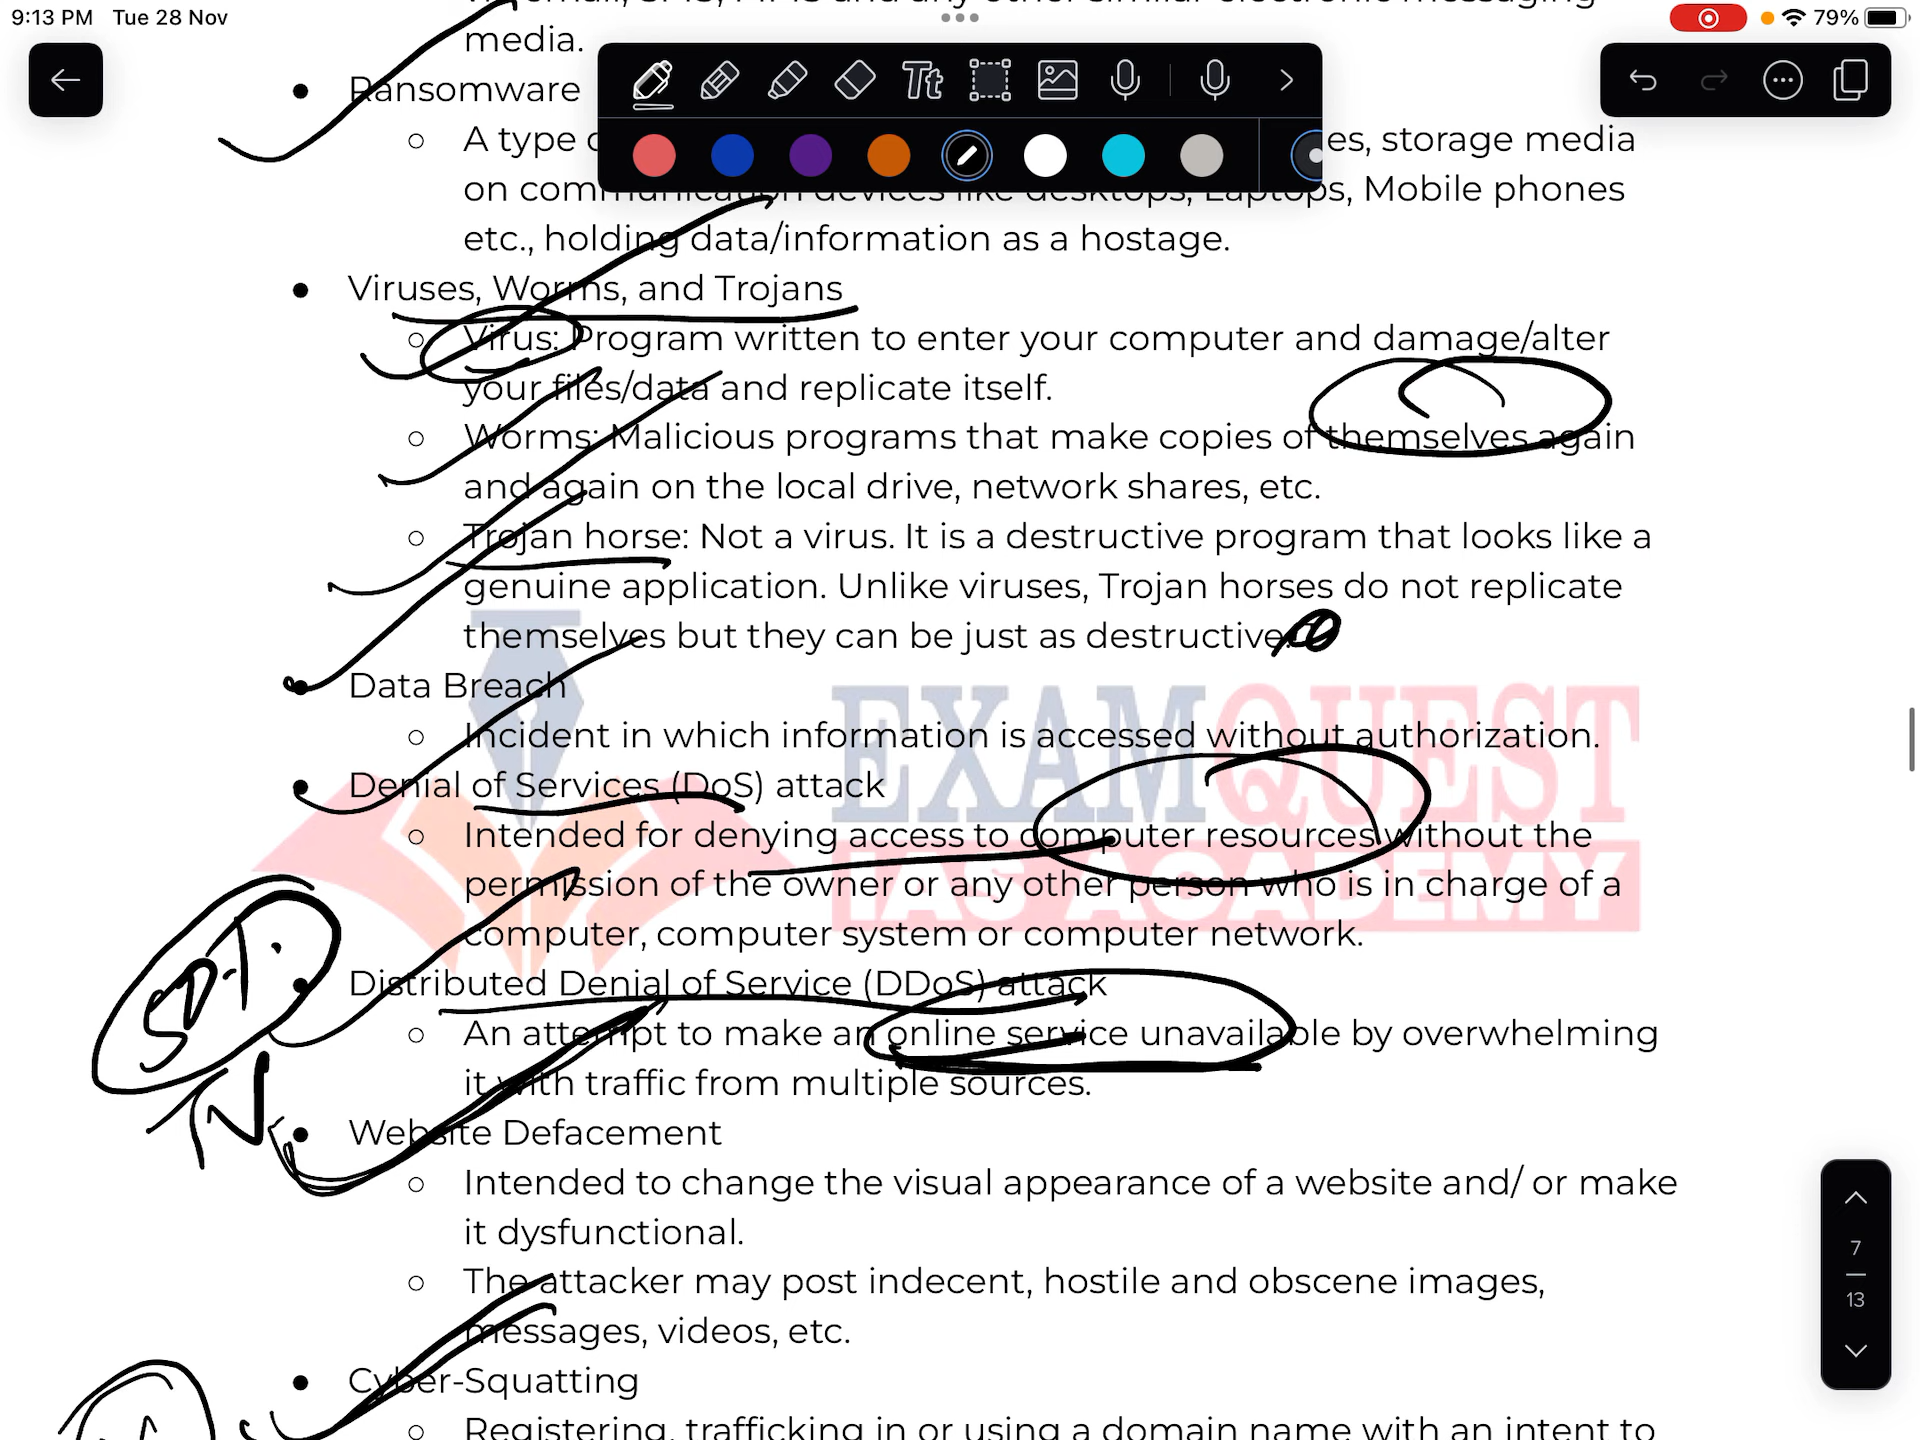 9:13 PM Tue 28 Nov
79%
media.
Ransomware
A type
es, storage media
on communication devices like desktops, Laptops, Mobile phones
etc., holding data/information as a hostage.
Viruses, Worms, and Trojans
Virus: Program written to enter your computer and damage/alter
your files/data and replicate itself.
Worms: Malicious programs that make copies of themselves again
and again on the local drive, network shares, etc.
Trojan horse: Not a virus. It is a destructive program that looks like a
genuine application. Unlike viruses, Trojan horses do not replicate
themselves but they can be just as destructive.
Data Breach
Incident in which information is accessed without authorization.
Denial of Services (DoS) attack
Intended for denying access to computer resources without the
permission of the owner or any other person who is in charge of a
computer, computer system or computer network.
Distributed Denial of Service (DDoS) attack
An attempt to make an online service unavailable by overwhelming
it with traffic from multiple sources.
Website Defacement
Intended to change the visual appearance of a website and/ or make
it dysfunctional.
The attacker may post indecent, hostile and obscene images,
messages, videos, etc.
Cyber-Squatting
Registering, trafficking in or using a domain name with an intent to
EXAMQUEST
IAS ACADEMY
Tt
7
13